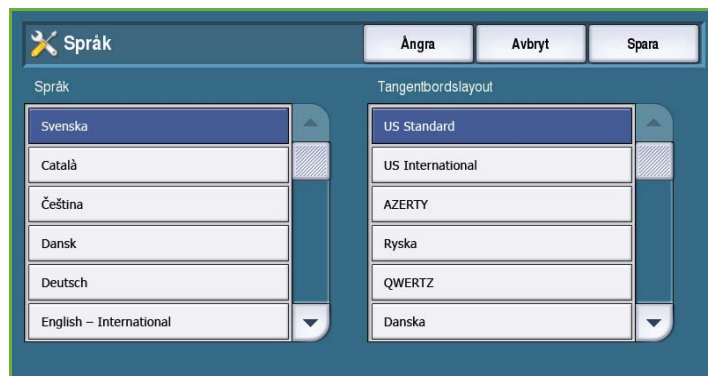 Språk
Ångra
Avbryt
Spara
Språk
Svenska
Català
Čeština
Dansk
Deutsch
English – International
Tangentbordslayout
US Standard
US International
AZERTY
Ryska
QWERTZ
Danska